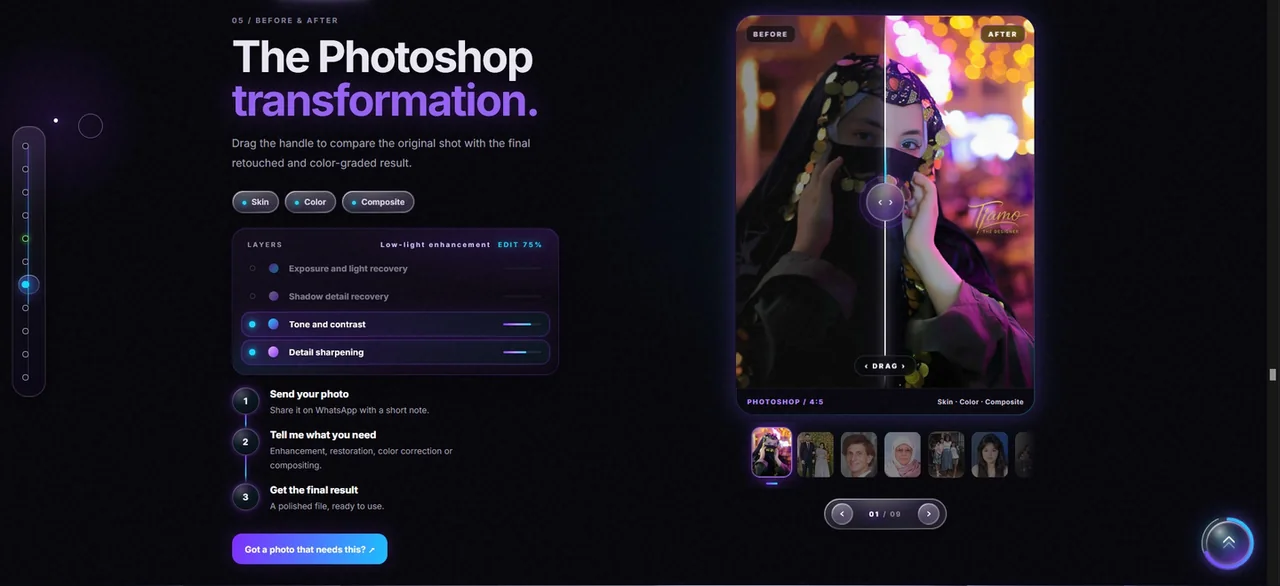 05 / BEFORE & AFTER
The Photoshop
transformation.
Drag the handle to compare the original shot with the final
retouched and color-graded result.
Skin
Color
Composite
LAYERS
Low-light enhancement EDIT 75%
Exposure and light recovery
Shadow detail recovery
Tone and contrast
Detail sharpening
1
Send your photo
Share it on WhatsApp with a short note.
2
Tell me what you need
Enhancement, restoration, color correction or
compositing.
3
Get the final result
A polished file, ready to use.
Got a photo that needs this? ↗
BEFORE
AFTER
‹ ›
Tjamo
THE DESIGNER
‹ DRAG ›
PHOTOSHOP / 4:5
Skin · Color · Composite
‹ 01 / 09 ›